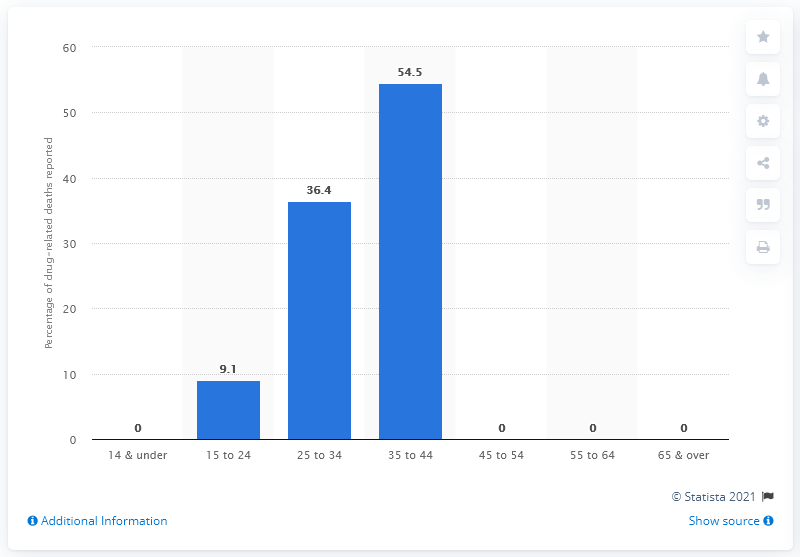 60
54.5
50
40
36.4
30
20
10
9.1
0
0
0
0
0
Percentage of drug-related deaths reported
14 & under
15 to 24
25 to 34
35 to 44
45 to 54
55 to 64
65 & over
© Statista 2021
Additional Information
Show source